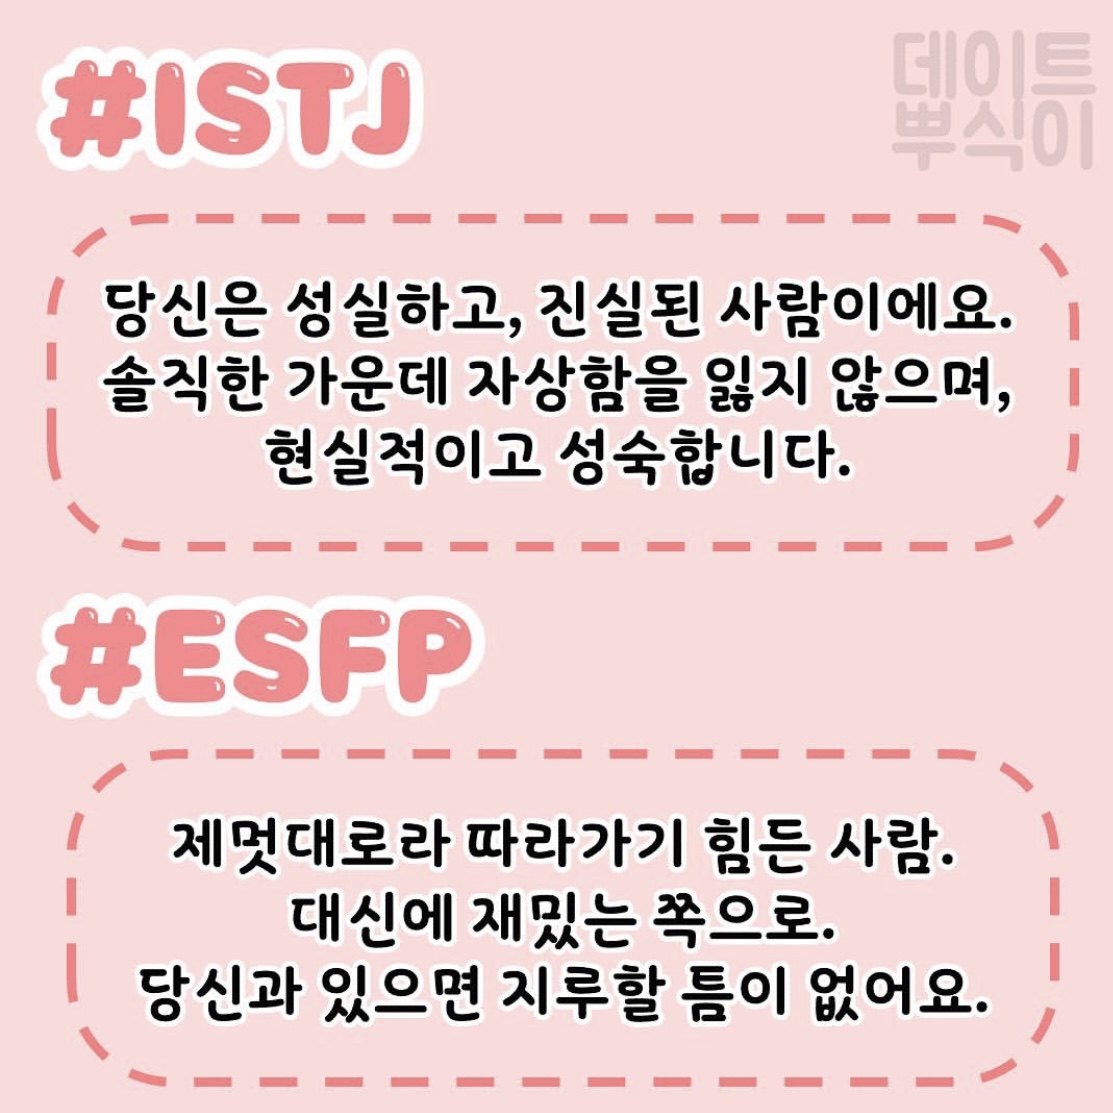 #ISTJ
데이트
뿌식이
당신은 성실하고, 진실된 사람이에요.
솔직한 가운데 자상함을 잃지 않으며,
현실적이고 성숙합니다.
#ESFP
제멋대로라 따라가기 힘든 사람.
대신에 재밌는 쪽으로.
당신과 있으면 지루할 틈이 없어요.